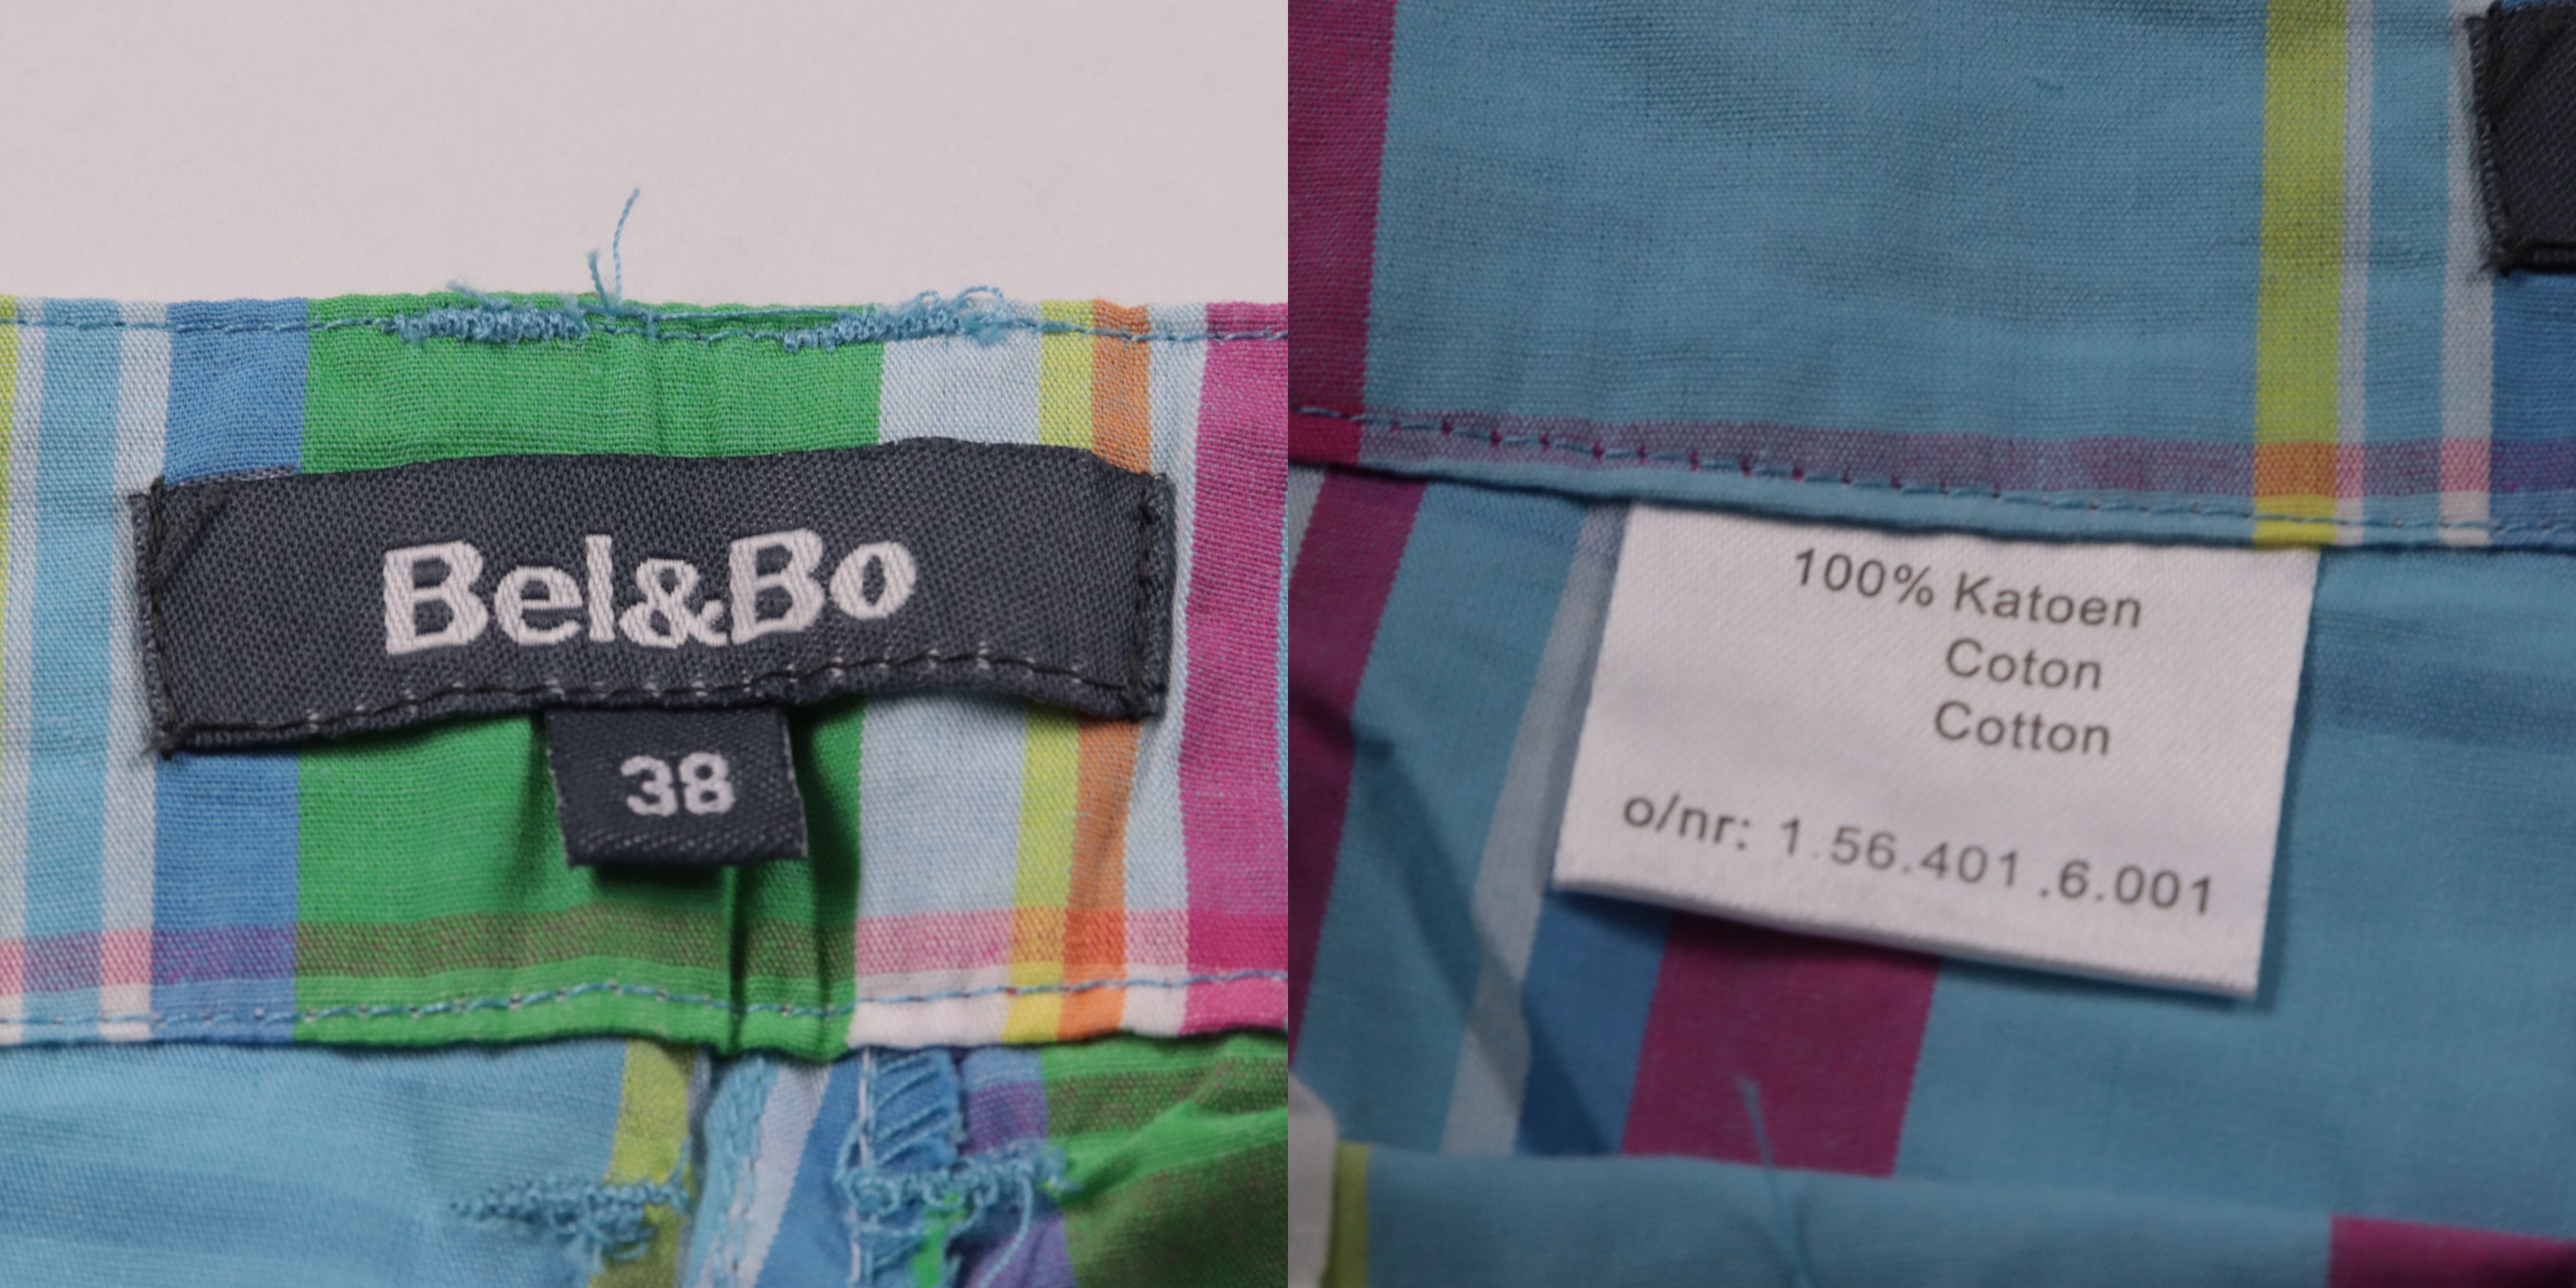 Bel&Bo
38
100% Katoen
Coton
Cotton
o/nr: 1.56.401.6.001